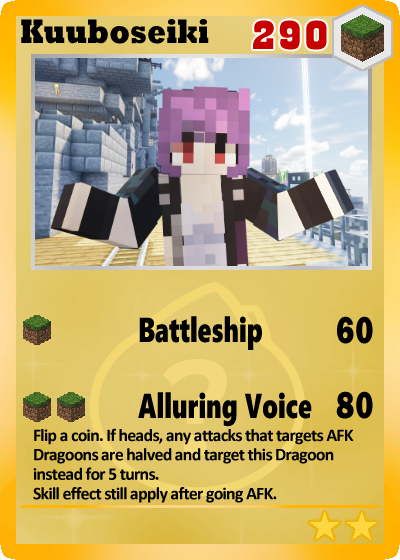 Kuuboseiki 290
Battleship 60
Alluring Voice 80
Flip a coin. If heads, any attacks that targets AFK
Dragoons are halved and target this Dragoon
instead for 5 turns.
Skill effect still apply after going AFK.
?